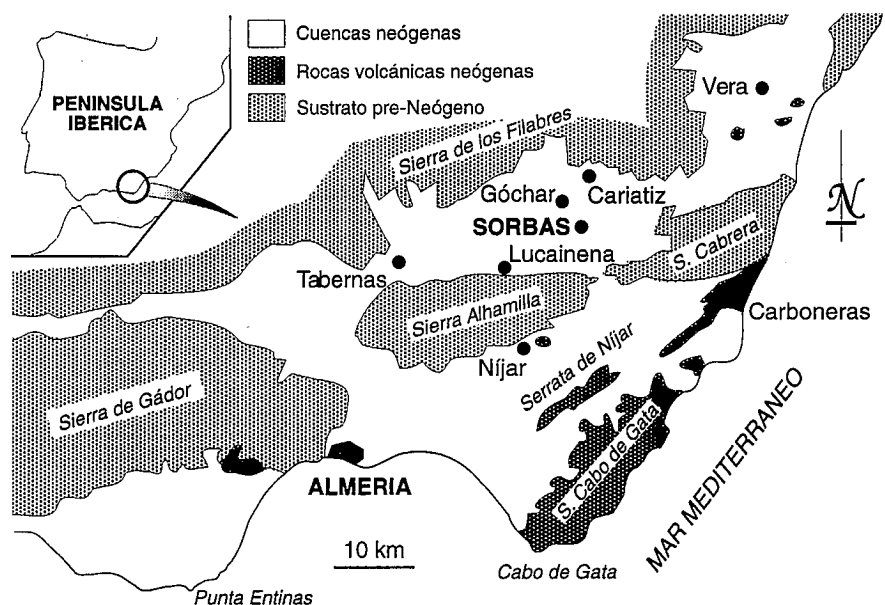 Cuencas neógenas
Rocas volcánicas neógenas
Sustrato pre-Neógeno
PENINSULA
IBERICA
Vera
Sierra de los Filabres
Góchar
Cariatiz
SORBAS
N
Lucainena
S. Cabrera
Tabernas
Sierra Alhamilla
Carboneras
Níjar
Serrata de Níjar
Sierra de Gádor
S. Cabo de Gata
MAR MEDITERRANEO
ALMERIA
10 km
Cabo de Gata
Punta Entinas